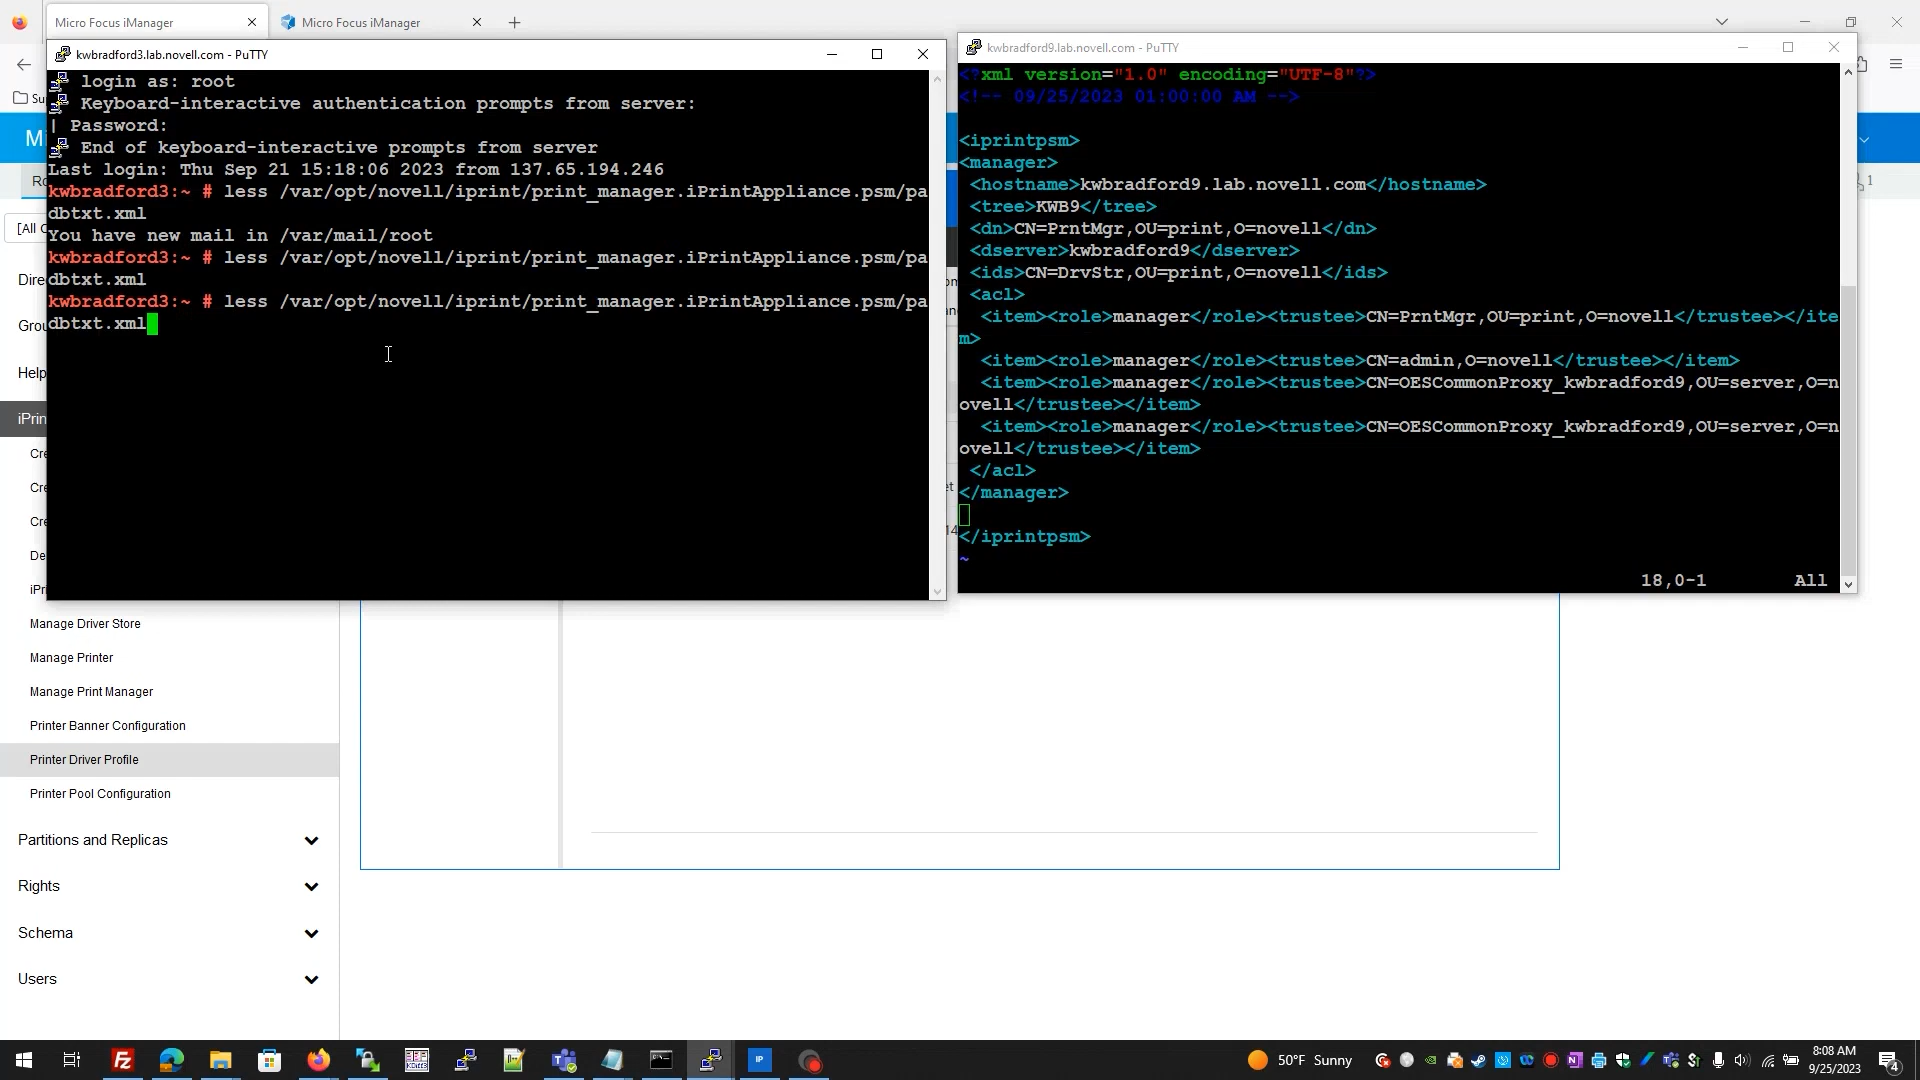 Micro Focus iManager
Micro Focus iManager
kwbradford3.lab.novell.com - PuTTY
login as: root
Keyboard-interactive authentication prompts from server:
| Password:
End of keyboard-interactive prompts from server
Last login: Thu Sep 21 15:18:06 2023 from 137.65.194.246
kwbradford3:~ # less /var/opt/novell/iprint/print_manager.iPrintAppliance.psm/pa
dbtxt.xml
You have new mail in /var/mail/root
kwbradford3:~ # less /var/opt/novell/iprint/print_manager.iPrintAppliance.psm/pa
dbtxt.xml
kwbradford3:~ # less /var/opt/novell/iprint/print_manager.iPrintAppliance.psm/pa
dbtxt.xml
kwbradford9.lab.novell.com - PuTTY
<?xml version="1.0" encoding="UTF-8"?>
<!-- 09/25/2023 01:00:00 AM -->
<iprintpsm>
<manager>
<hostname>kwbradford9.lab.novell.com</hostname>
<tree>KWB9</tree>
<dn>CN=PrntMgr,OU=print,O=novell</dn>
<dserver>kwbradford9</dserver>
<ids>CN=DrvStr,OU=print,O=novell</ids>
<acl>
<item><role>manager</role><trustee>CN=PrntMgr,OU=print,O=novell</trustee></ite
m>
<item><role>manager</role><trustee>CN=admin,O=novell</trustee></item>
<item><role>manager</role><trustee>CN=OESCommonProxy_kwbradford9,OU=server,O=n
ovell</trustee></item>
<item><role>manager</role><trustee>CN=OESCommonProxy_kwbradford9,OU=server,O=n
ovell</trustee></item>
</acl>
</manager>
</iprintpsm>
~
18,0-1 All
Su
M
Ro
[All C
Dire
Grou
Help
iPrin
Cre
Cre
Cre
De
iPri
Manage Driver Store
Manage Printer
Manage Print Manager
Printer Banner Configuration
Printer Driver Profile
Printer Pool Configuration
Partitions and Replicas
Rights
Schema
Users
50°F Sunny
8:08 AM
9/25/2023
4